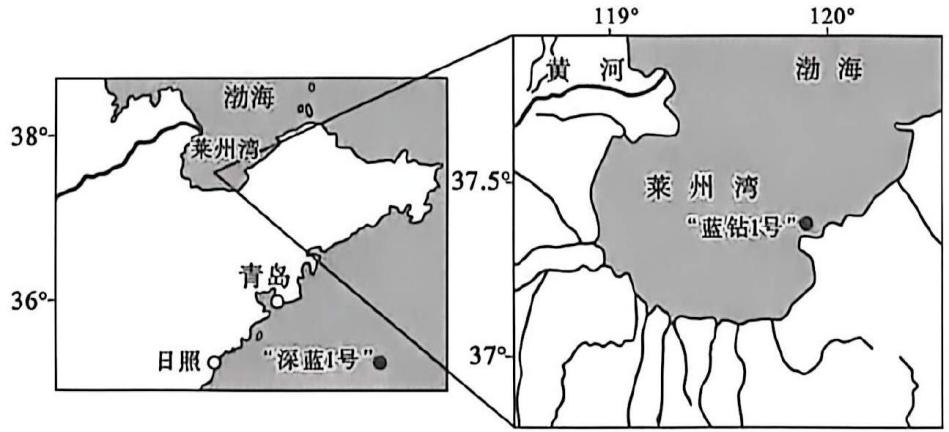 渤海
莱州湾
38°
36°
青岛
日照
“深蓝1号”
119°
120°
黄 河
渤 海
37.5°
莱 州 湾
“蓝钻1号”
37°